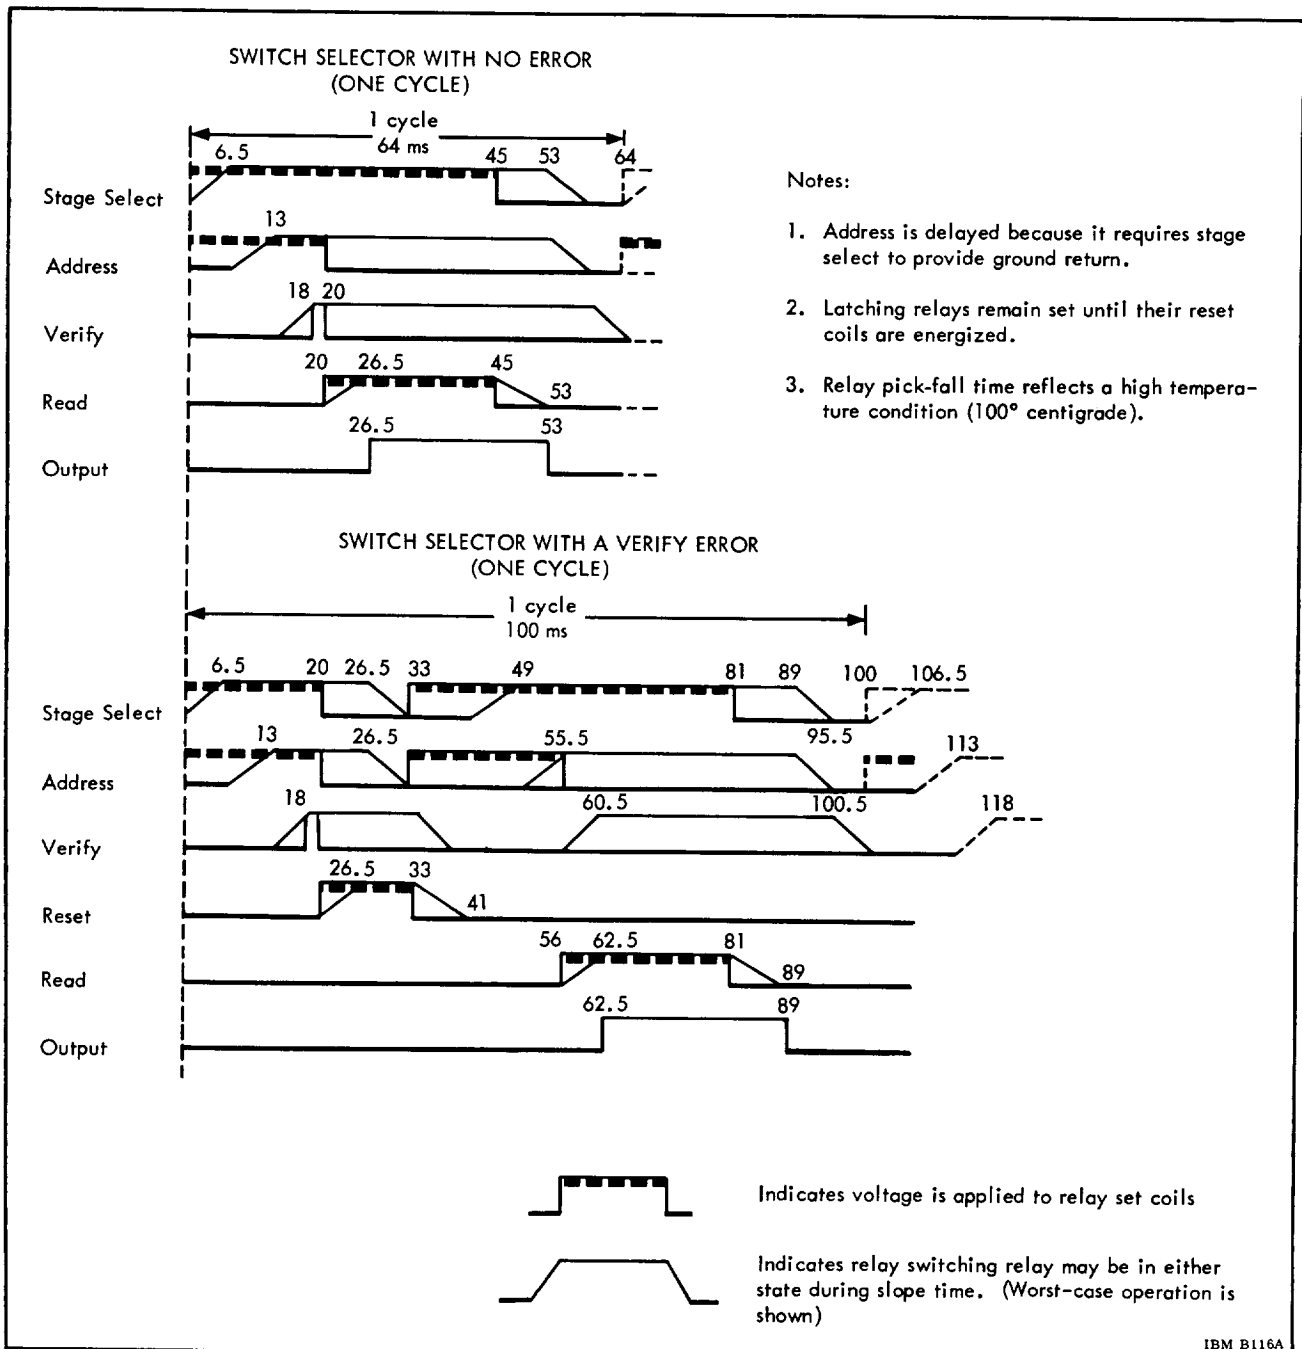 SWITCH SELECTOR WITH NO ERROR
(ONE CYCLE)
1 cycle
64 ms
6.5 45 53 64
Stage Select
13
Address
18 20
Verify
20 26.5 45
53
Read
26.5 53
Output
Notes:
1. Address is delayed because it requires stage
select to provide ground return.
2. Latching relays remain set until their reset
coils are energized.
3. Relay pick-fall time reflects a high tempera-
ture condition (100° centigrade).
SWITCH SELECTOR WITH A VERIFY ERROR
(ONE CYCLE)
1 cycle
100 ms
6.5 20 26.5 33 49 81 89 100 106.5
Stage Select
13 26.5 55.5 95.5 113
Address
18 60.5 100.5 118
Verify
26.5 33
41
Reset
56 62.5 81
89
Read
62.5 89
Output
Indicates voltage is applied to relay set coils
Indicates relay switching relay may be in either
state during slope time. (Worst-case operation is
shown)
IBM B116A